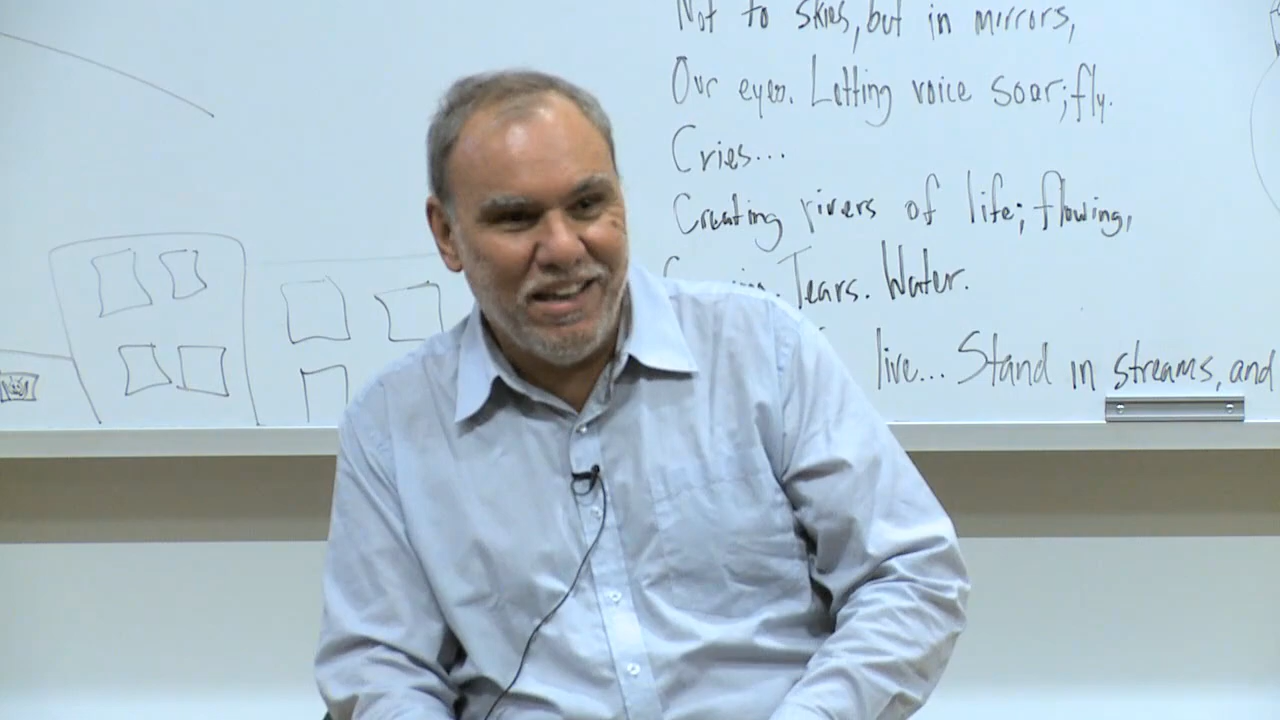 Not to skies, but in mirrors,
Our eyes. Letting voice soar; fly.
Cries...
Creating rivers of life; flowing,
Tears. Water.
live... Stand in streams, and